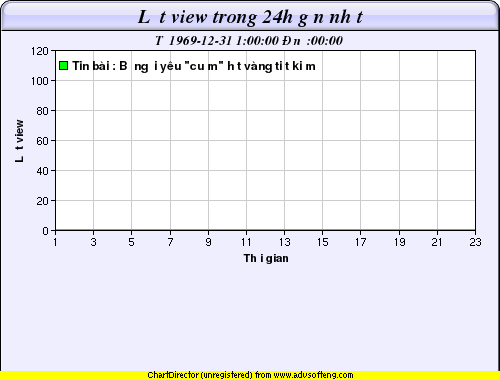 L t view trong 24h g n nh t
T 1969-12-31 1:00:00 Đn :00:00
120
Tin bài : B ng i yêu "cu m" h t vàng ti t ki m
100
80
60
40
20
0
L t view
1 3 5 7 9 11 13 15 17 19 21 23
Th i gian
ChartDirector (unregistered) from www.advsofteng.com